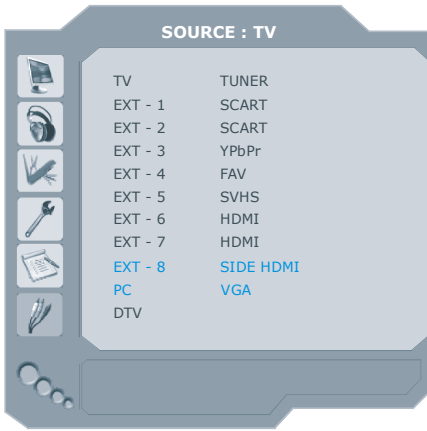 SOURCE : TV
TV TUNER
EXT - 1 SCART
EXT - 2 SCART
EXT - 3 YPbPr
EXT - 4 FAV
EXT - 5 SVHS
EXT - 6 HDMI
EXT - 7 HDMI
EXT - 8 SIDE HDMI
PC VGA
DTV